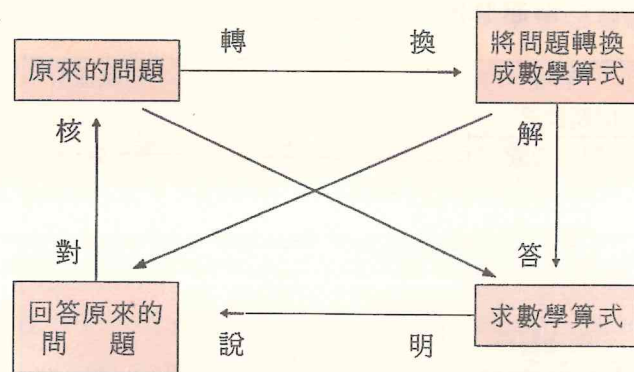 轉 換
原來的問題
將問題轉換
成數學算式
核
解
對
答
回答原來的
問 題
說 明
求數學算式